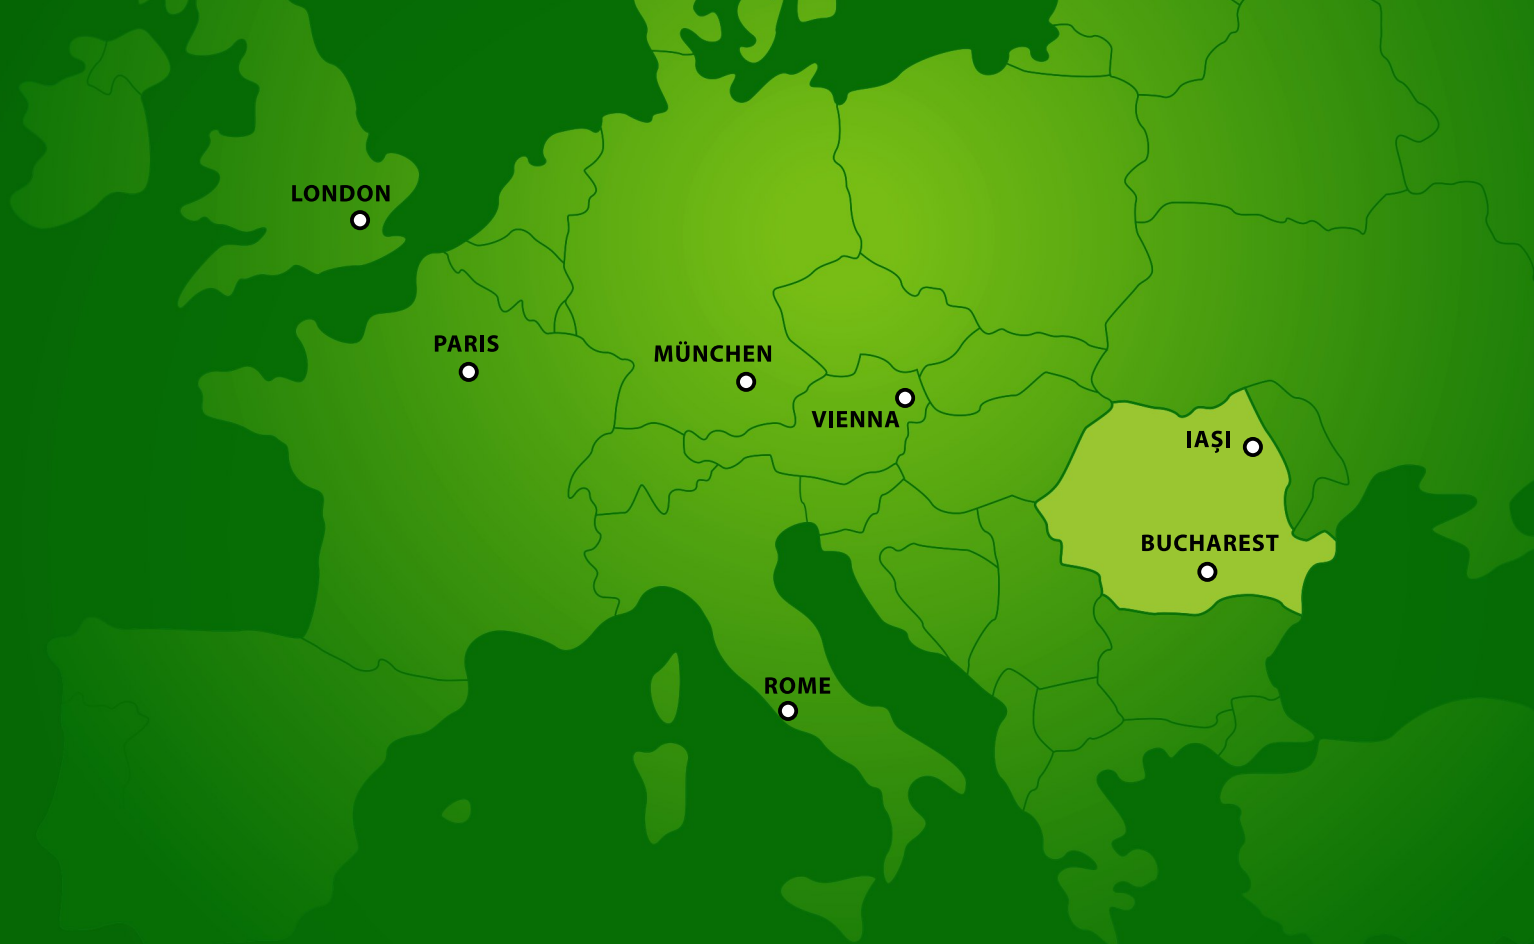 LONDON
PARIS
MÜNCHEN
VIENNA
IAȘI
BUCHAREST
ROME